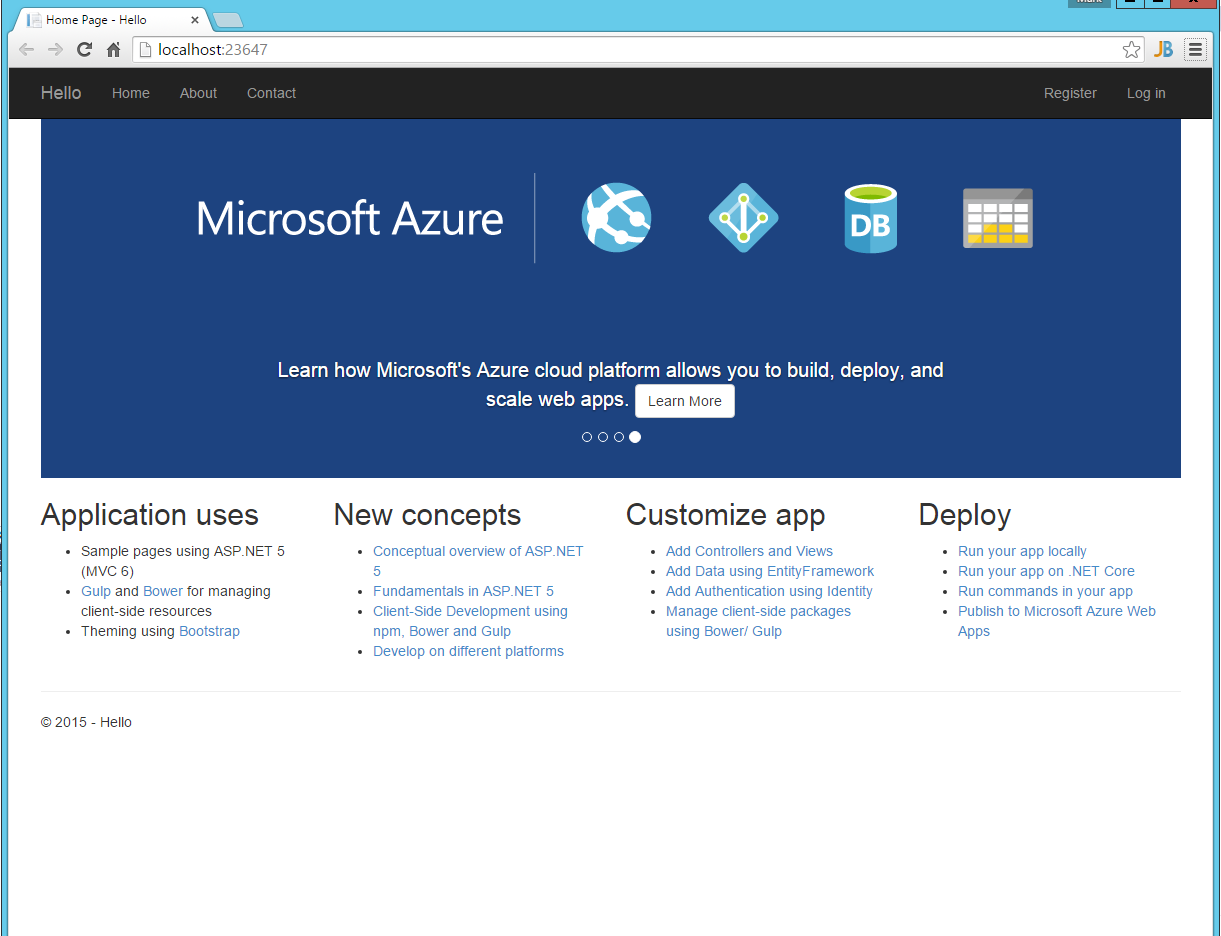 Mark
Home Page - Hello
localhost:23647
JB
Hello Home About Contact Register Log in
Microsoft Azure
DB
Learn how Microsoft's Azure cloud platform allows you to build, deploy, and
scale web apps. Learn More
Application uses
Sample pages using ASP.NET 5
(MVC 6)
Gulp and Bower for managing
client-side resources
Theming using Bootstrap
New concepts
Conceptual overview of ASP.NET
5
Fundamentals in ASP.NET 5
Client-Side Development using
npm, Bower and Gulp
Develop on different platforms
Customize app
Add Controllers and Views
Add Data using EntityFramework
Add Authentication using Identity
Manage client-side packages
using Bower/ Gulp
Deploy
Run your app locally
Run your app on .NET Core
Run commands in your app
Publish to Microsoft Azure Web
Apps
© 2015 - Hello